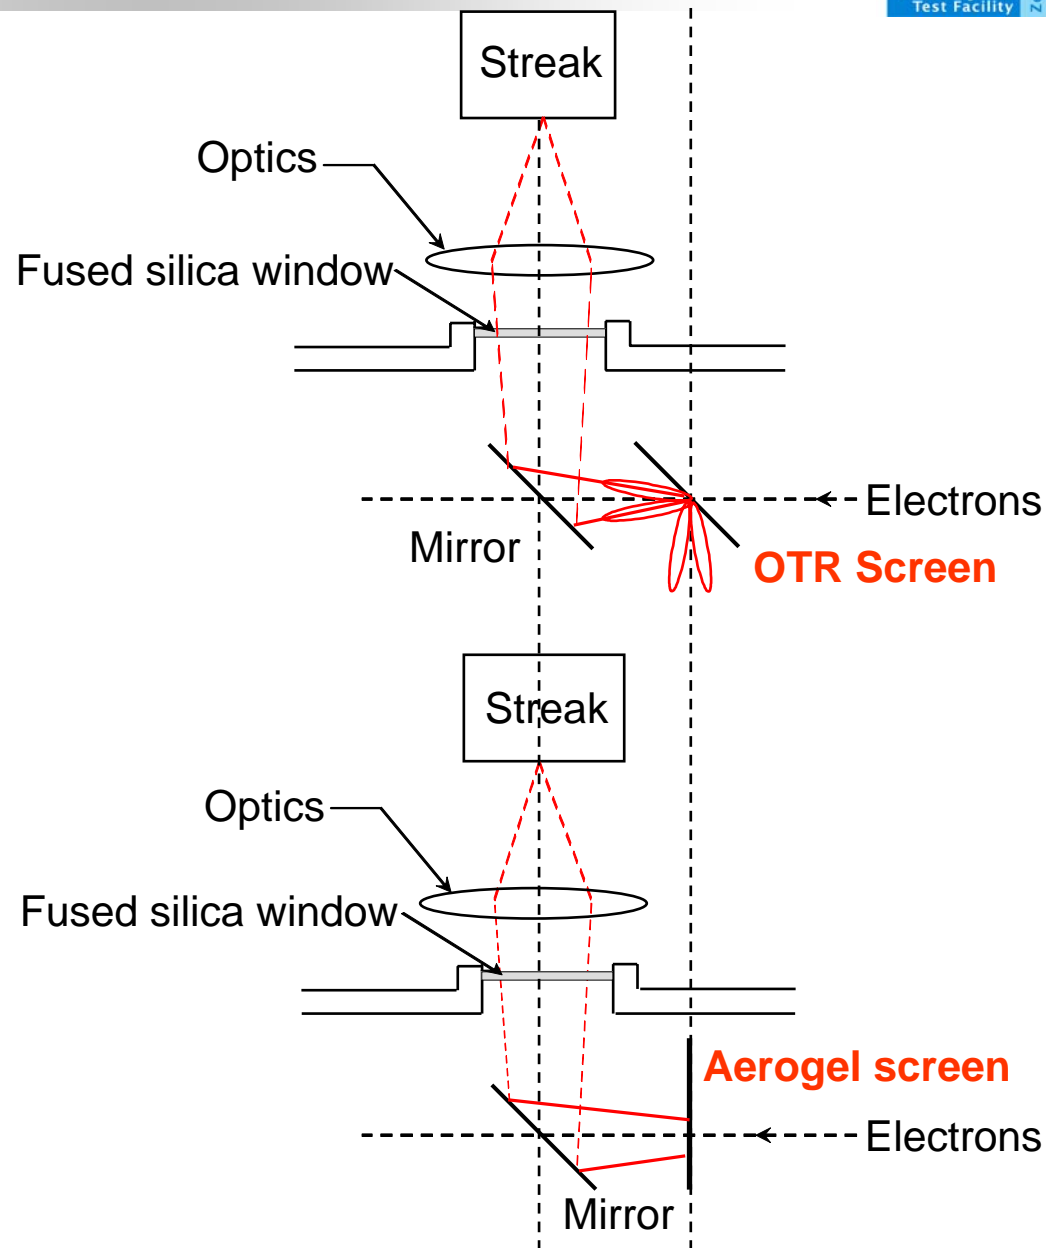 Test Facility
Streak
Optics
Fused silica window
Electrons
Mirror
OTR Screen
Streak
Optics
Fused silica window
Aerogel screen
Electrons
Mirror